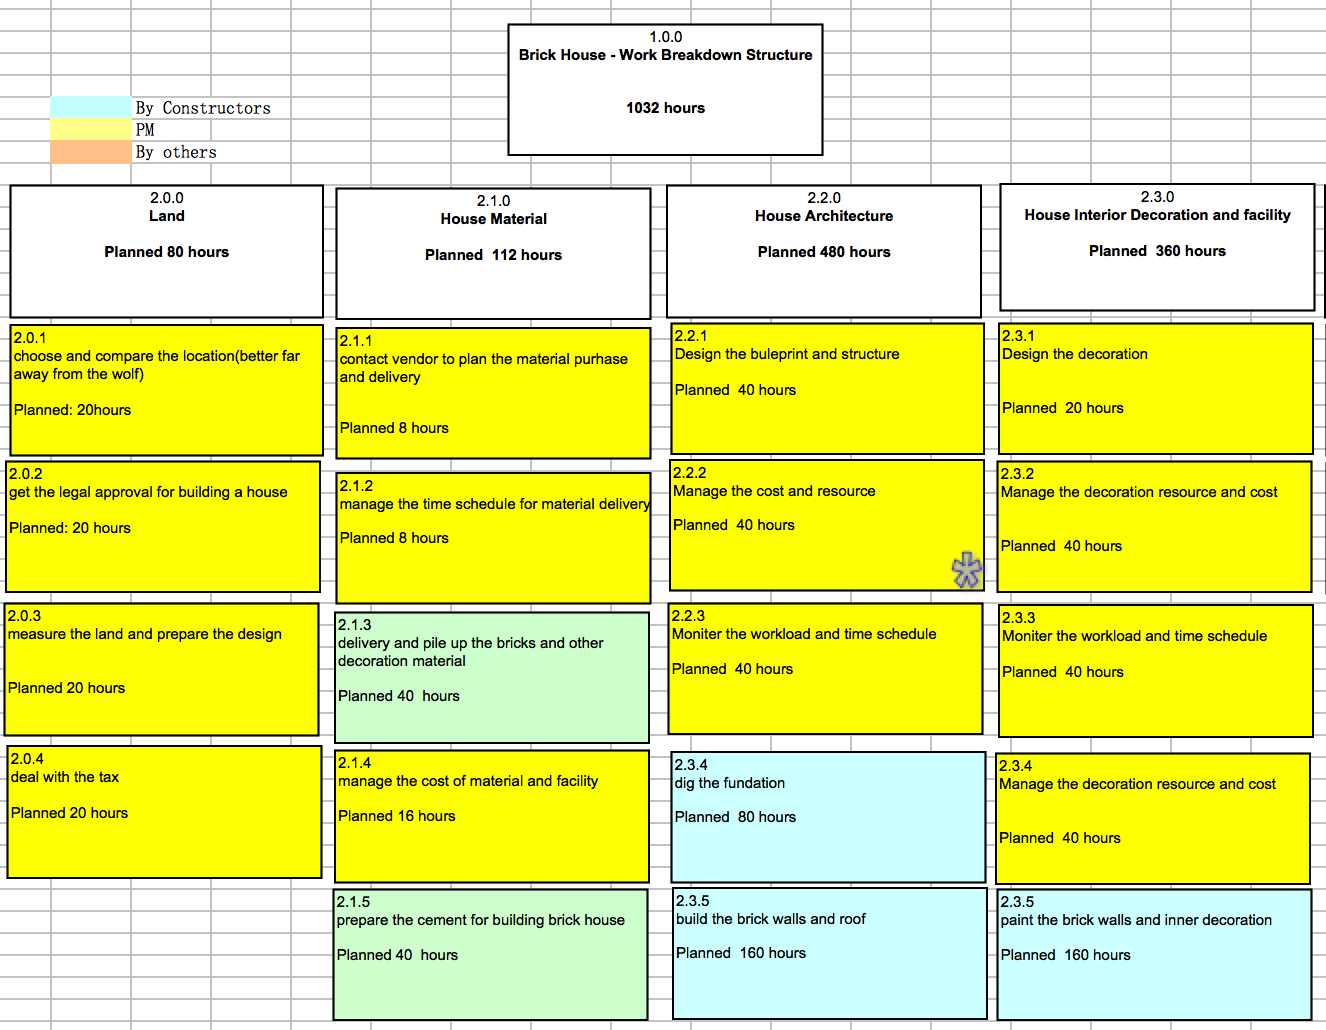 1.0.0
Brick House - Work Breakdown Structure
1032 hours
By Constructors
PM
By others
2.0.0
Land
Planned 80 hours
2.1.0
House Material
Planned  112 hours
2.2.0
House Architecture
Planned 480 hours
2.3.0
House Interior Decoration and facility
Planned  360 hours
2.0.1
choose and compare the location(better far
away from the wolf)
Planned: 20hours
2.0.2
get the legal approval for building a house
Planned: 20 hours
2.0.3
measure the land and prepare the design
Planned 20 hours
2.0.4
deal with the tax
Planned 20 hours
2.1.1
contact vendor to plan the material purhase
and delivery
Planned 8 hours
2.1.2
manage the time schedule for material delivery
Planned 8 hours
2.1.3
delivery and pile up the bricks and other
decoration material
Planned 40  hours
2.1.4
manage the cost of material and facility
Planned 16 hours
2.1.5
prepare the cement for building brick house
Planned 40  hours
2.2.1
Design the buleprint and structure
Planned  40 hours
2.2.2
Manage the cost and resource
Planned  40 hours
2.2.3
Moniter the workload and time schedule
Planned  40 hours
2.3.4
dig the fundation
Planned  80 hours
2.3.5
build the brick walls and roof
Planned  160 hours
2.3.1
Design the decoration
Planned  20 hours
2.3.2
Manage the decoration resource and cost
Planned  40 hours
2.3.3
Moniter the workload and time schedule
Planned  40 hours
2.3.4
Manage the decoration resource and cost
Planned  40 hours
2.3.5
paint the brick walls and inner decoration
Planned  160 hours